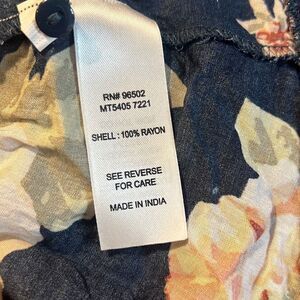 RN# 96502
MT5405 7221
SHELL : 100% RAYON
SEE REVERSE
FOR CARE
MADE IN INDIA